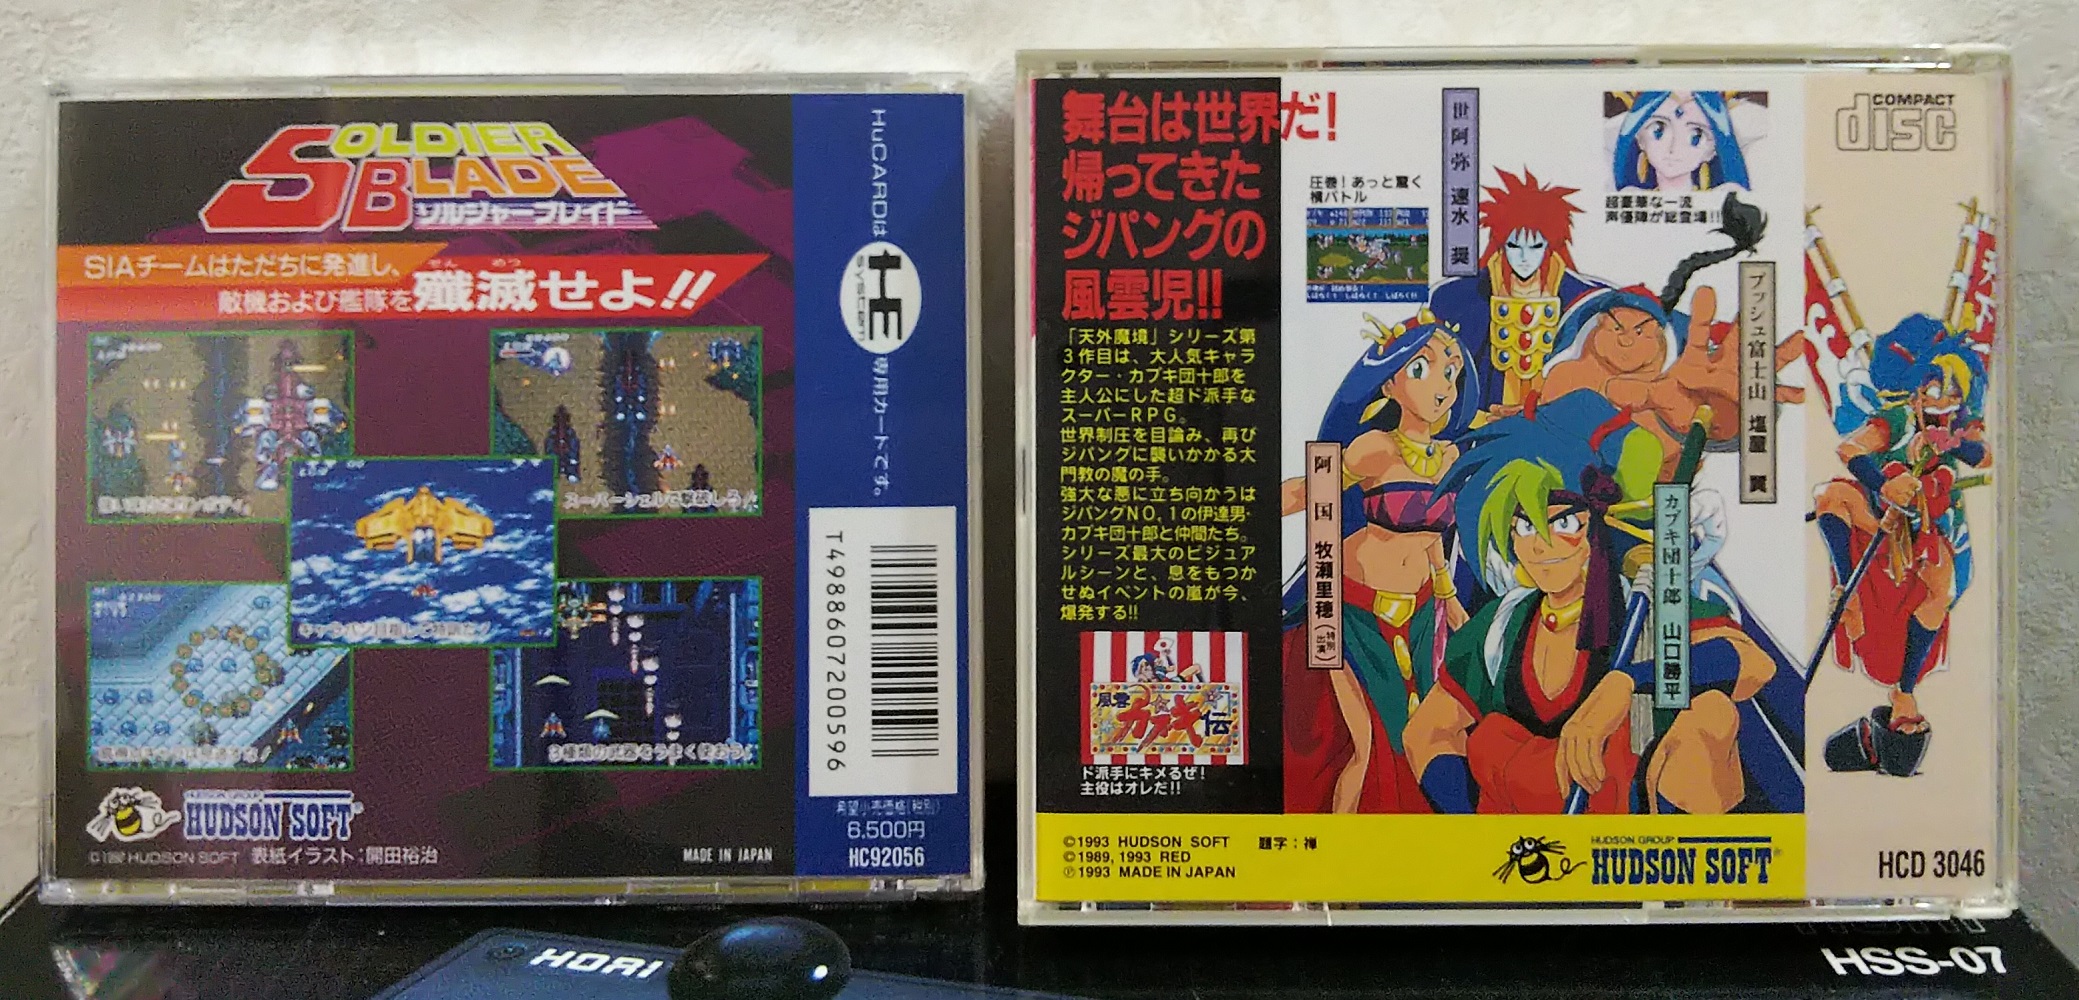 SOLDIER
BLADE
ソルジャーブレイド
SIAチームはただちに発進し、
敵機および艦隊を殲滅せよ!!
せん めつ
スーパーシェルで撃破しろ!
キャラバン目指して特訓だ!
3種類の武器をうまく使おう!
HUDSON GROUP
HUDSON SOFT
HUDSON SOFT 表紙イラスト:開田裕治
MADE IN JAPAN
HuCARDは
HE
SYSTEM
専用カードです。
T4988607200596
希望小売価格(税別)
6,500円
HC92056
舞台は世界だ!
帰ってきた
ジパングの
風雲児!!
「天外魔境」シリーズ第
3作目は、大人気キャラ
クター・カブキ団十郎を
主人公にした超ド派手な
スーパーRPG。
世界制圧を目論み、再び
ジパングに襲いかかる大
門教の魔の手。
強大な悪に立ち向かうは
ジパングNO.1の伊達男・
カブキ団十郎と仲間たち。
シリーズ最大のビジュア
ルシーンと、息をもつか
せぬイベントの嵐が今、
爆発する!!
風雲
カブキ伝
ド派手にキメるぜ!
主役はオレだ!!
圧巻!あっと驚く
横バトル
世阿弥 速水 奨
超豪華な一流
声優陣が総登場!!
ブッシュ富士山 塩屋 翼
阿国 牧瀬里穂(特別出演)
カブキ団十郎 山口勝平
COMPACT
disc
天下
©1993 HUDSON SOFT 題字:禅
©1989, 1993 RED
℗1993 MADE IN JAPAN
HUDSON GROUP
HUDSON SOFT
HCD 3046
HORI
HSS-07